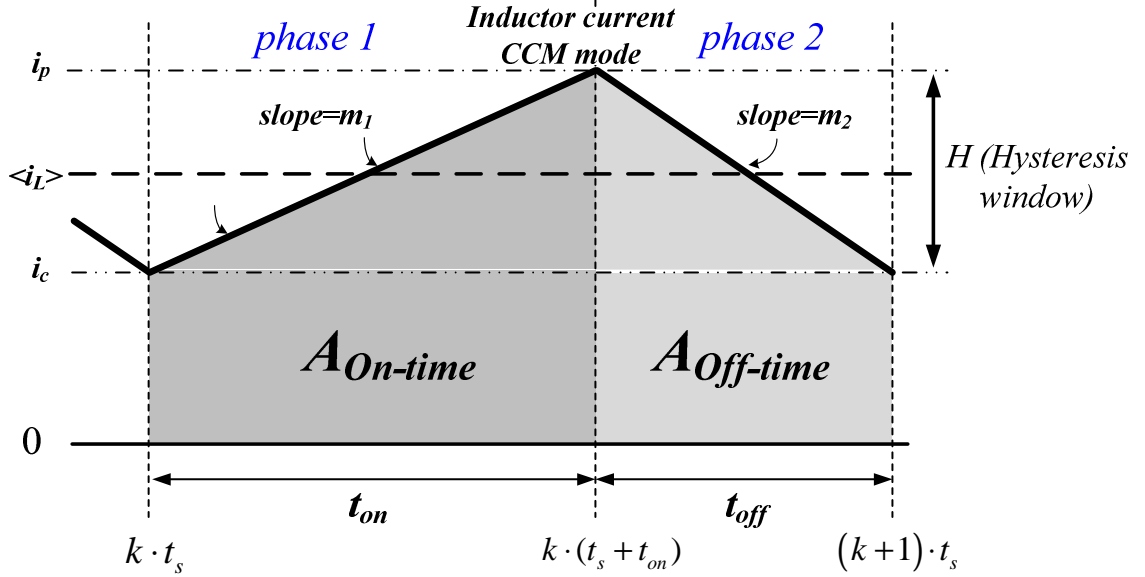 Inductor current
phase 1 CCM mode phase 2
i_p
slope=m_1 slope=m_2
H (Hysteresis
window)
<i_L>
i_c
A_On-time A_Off-time
0
t_on t_off
k · t_s k · (t_s + t_on) (k + 1) · t_s